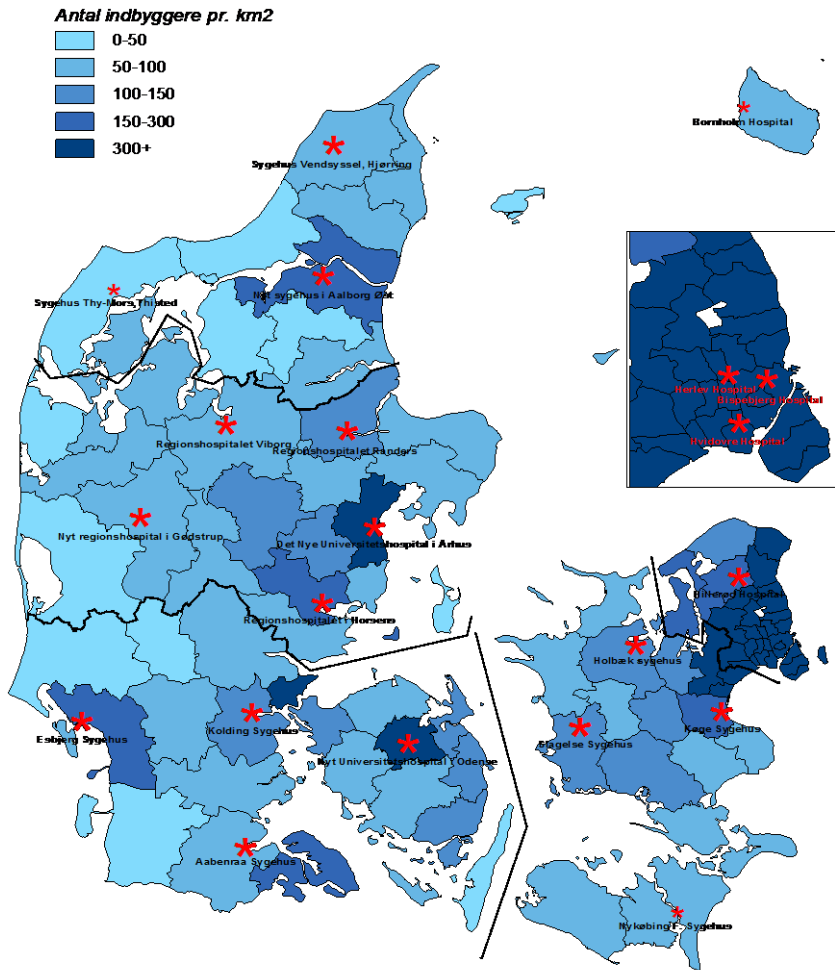 Antal indbyggere pr. km2
0-50
50-100
100-150
150-300
300+
Bornholm Hospital
Sygehus Vendsyssel, Hjørring
Sygehus Thy-Mors, Thisted
Nyt sygehus i Aalborg Øst
Herlev Hospital
Bispebjerg Hospital
Hvidovre Hospital
Regionshospitalet Viborg
Regionshospitalet Randers
Nyt regionshospital i Gødstrup
Det Nye Universitetshospital i Århus
Hillerød Hospital
Regionshospitalet i Horsens
Holbæk sygehus
Esbjerg Sygehus
Kolding Sygehus
Slagelse Sygehus
Køge Sygehus
Nyt Universitetshospital i Odense
Aabenraa Sygehus
Nykøbing F. Sygehus